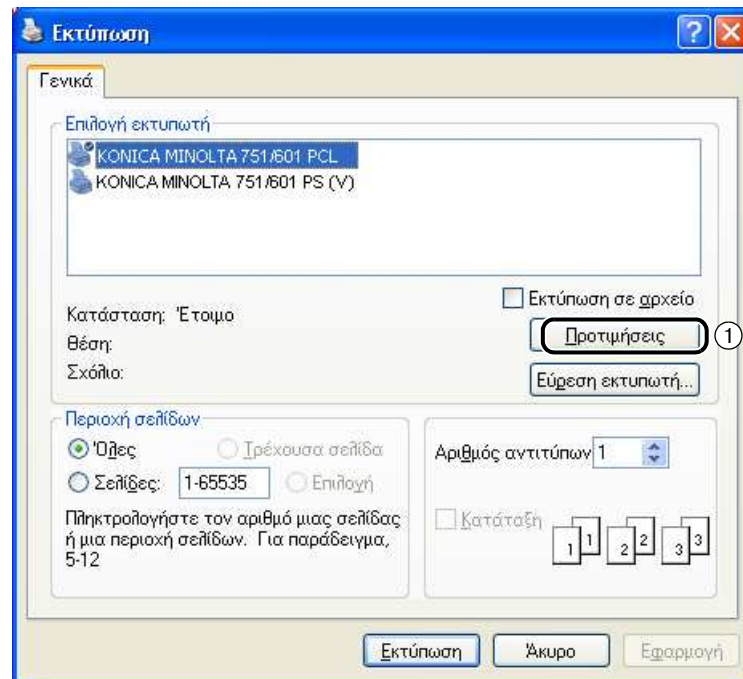 Εκτύπωση
Γενικά
Επιλογή εκτυπωτή
KONICA MINOLTA 751/601 PCL
KONICA MINOLTA 751/601 PS (V)
Κατάσταση: Έτοιμο
Θέση:
Σχόλιο:
Εκτύπωση σε αρχείο
Προτιμήσεις
1
Εύρεση εκτυπωτή...
Περιοχή σελίδων
Όλες
Τρέχουσα σελίδα
Σελίδες: 1-65535
Επιλογή
Πληκτρολογήστε τον αριθμό μιας σελίδας
ή μια περιοχή σελίδων. Για παράδειγμα,
5-12
Αριθμός αντιτύπων 1
Κατάταξη
1 1 2 2 3 3
Εκτύπωση
Άκυρο
Εφαρμογή